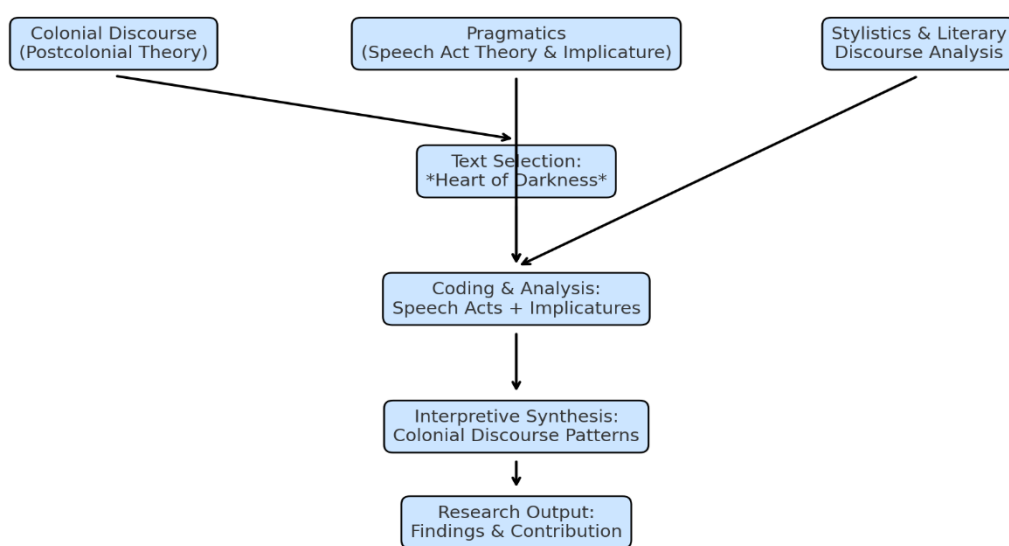 Colonial Discourse
(Postcolonial Theory)
Pragmatics
(Speech Act Theory & Implicature)
Stylistics & Literary
Discourse Analysis
Text Selection:
*Heart of Darkness*
Coding & Analysis:
Speech Acts + Implicatures
Interpretive Synthesis:
Colonial Discourse Patterns
Research Output:
Findings & Contribution